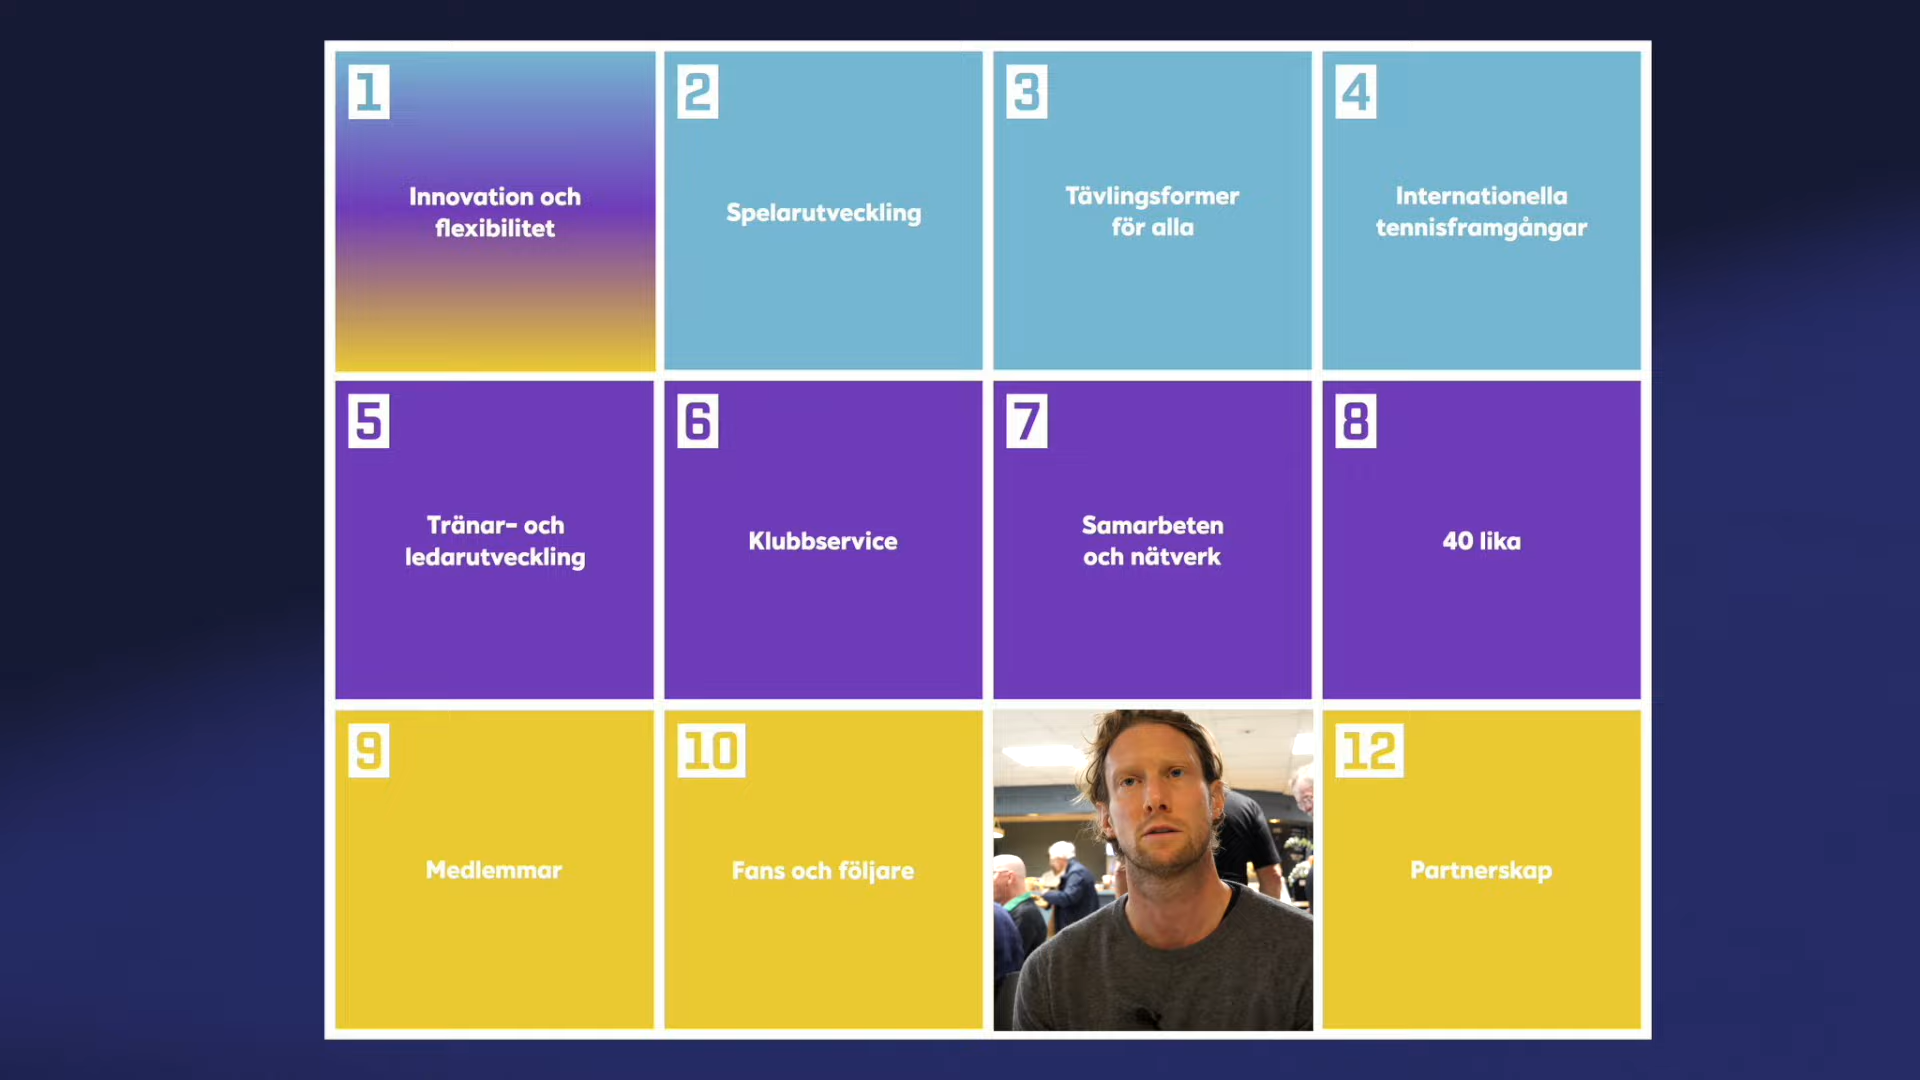 1
Innovation och
flexibilitet
2
Spelarutveckling
3
Tävlingsformer
för alla
4
Internationella
tennisframgångar
5
Tränar- och
ledarutveckling
6
Klubbservice
7
Samarbeten
och nätverk
8
40 lika
9
Medlemmar
10
Fans och följare
12
Partnerskap